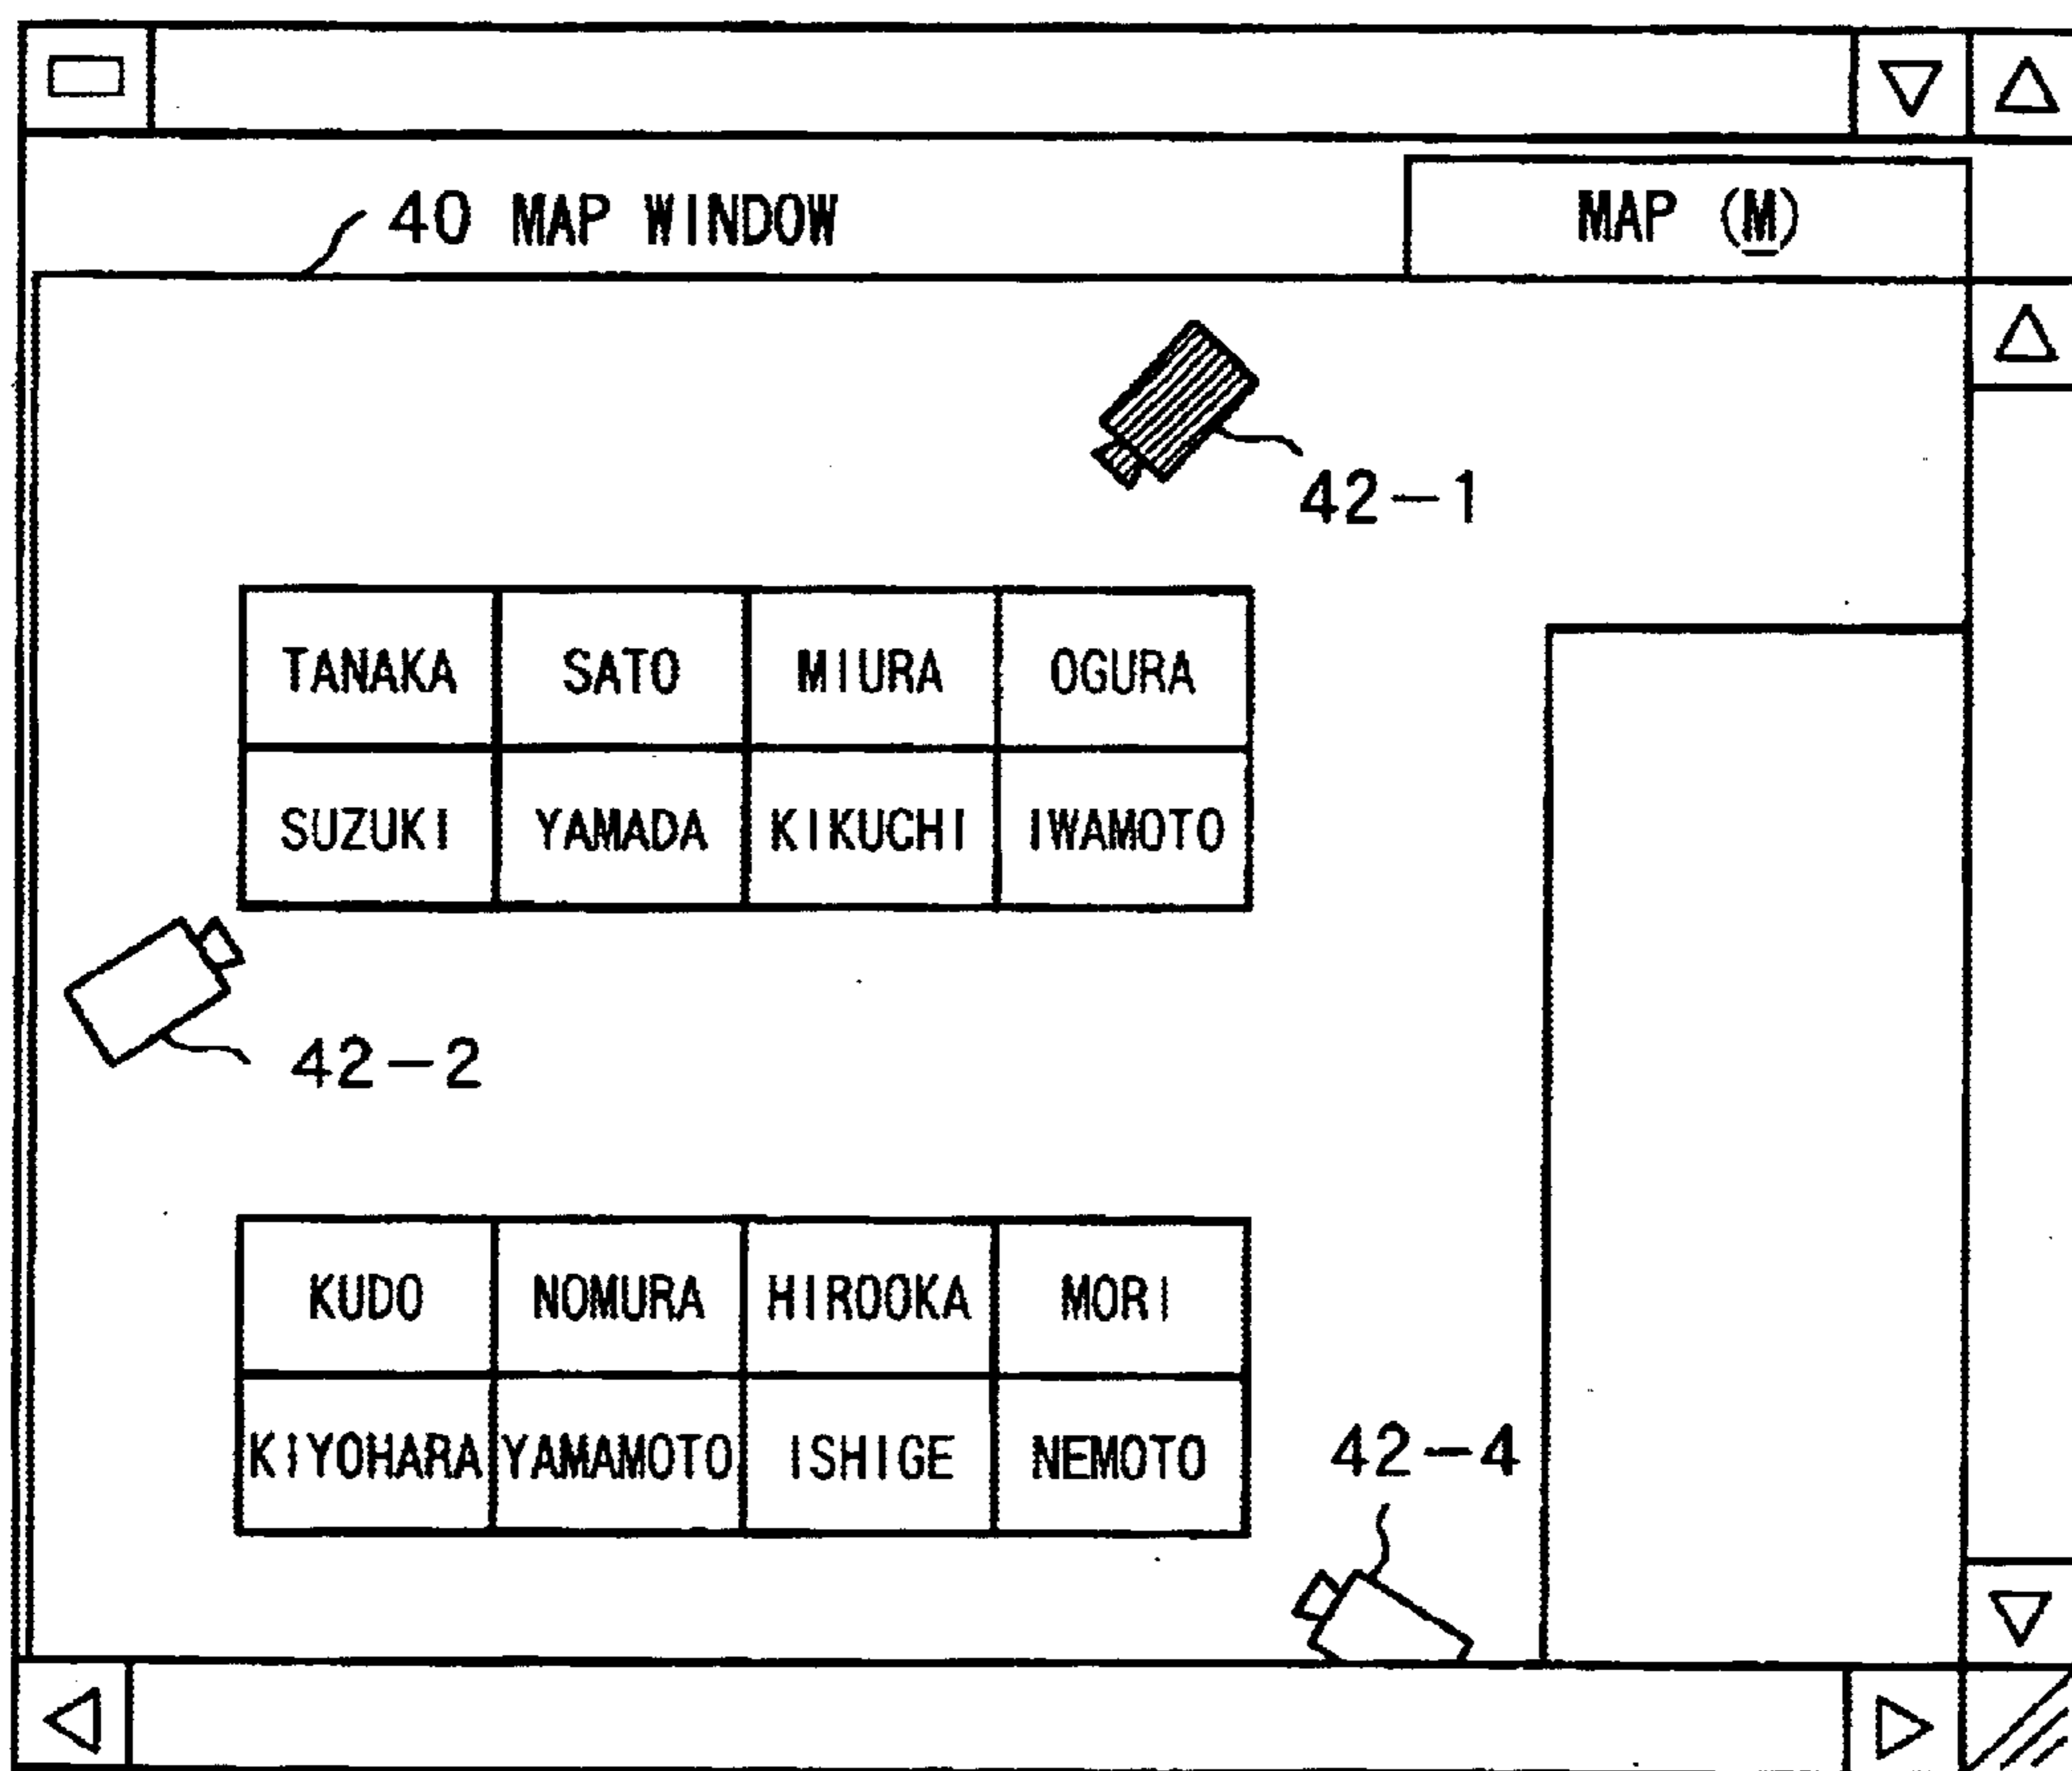 40 MAP WINDOW MAP (M)
42-1
TANAKA SATO MIURA OGURA
SUZUKI YAMADA KIKUCHI IWAMOTO
42-2
KUDO NOMURA HIROOKA MORI
KIYOHARA YAMAMOTO ISHIGE NEMOTO
42-4